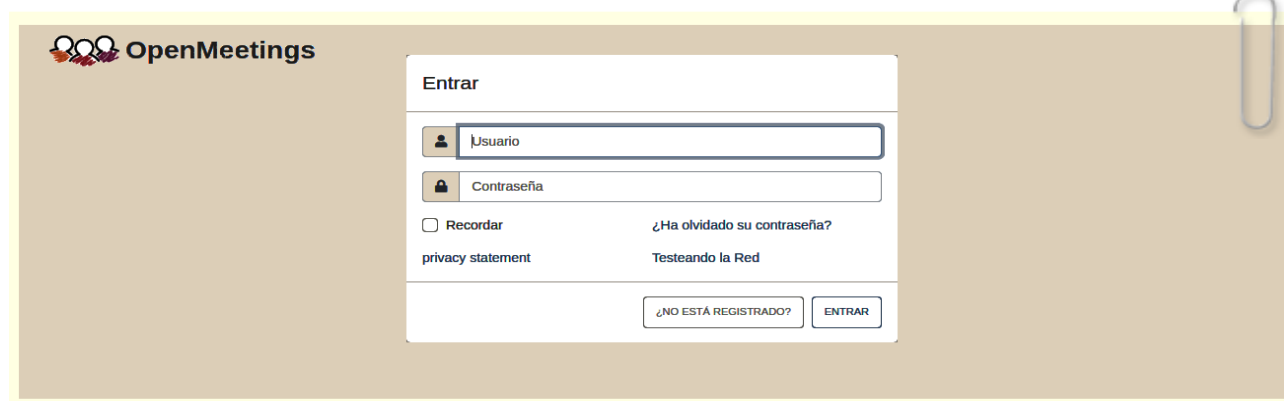 OpenMeetings
Entrar
Usuario
Contraseña
Recordar ¿Ha olvidado su contraseña?
privacy statement Testeando la Red
¿NO ESTÁ REGISTRADO? ENTRAR